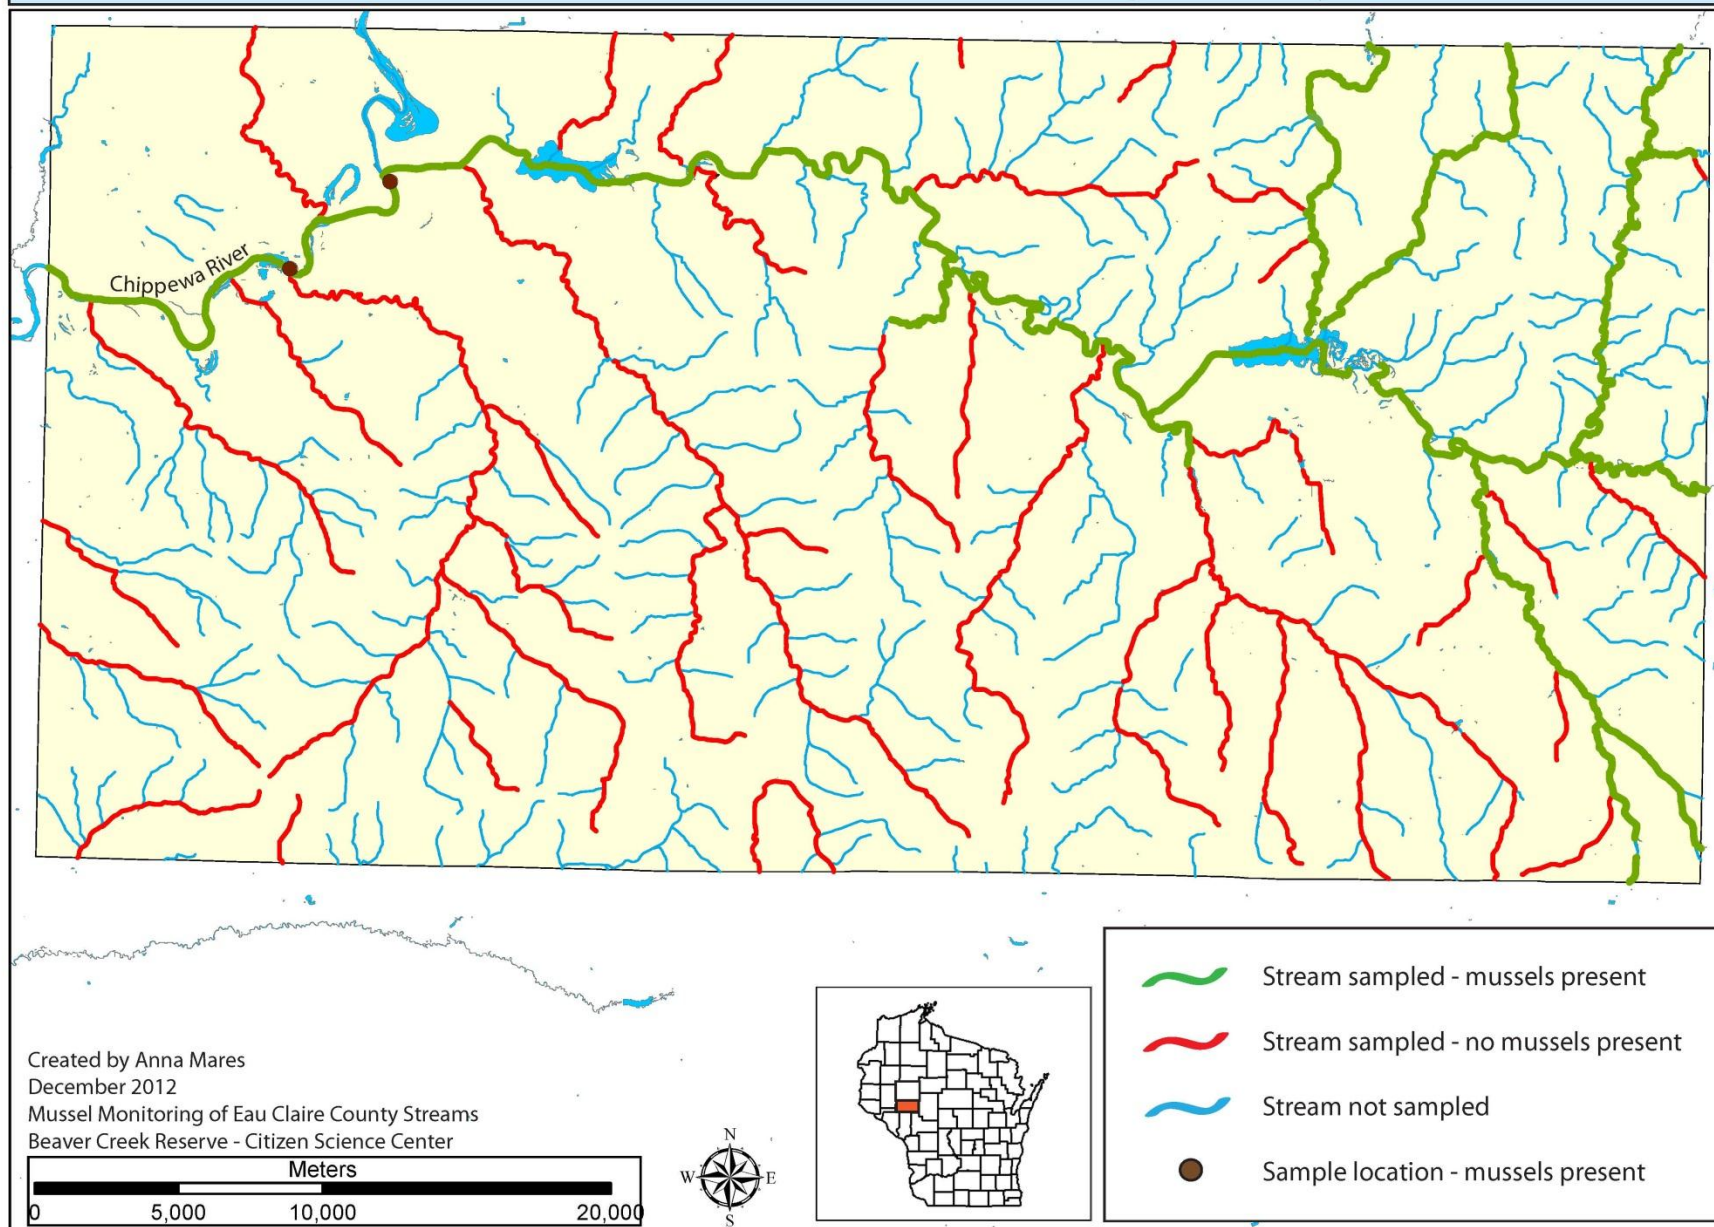 Chippewa River
Stream sampled - mussels present
Stream sampled - no mussels present
Stream not sampled
Sample location - mussels present
Created by Anna Mares
December 2012
Mussel Monitoring of Eau Claire County Streams
Beaver Creek Reserve - Citizen Science Center
Meters
0 5,000 10,000 20,000
N
W E
S